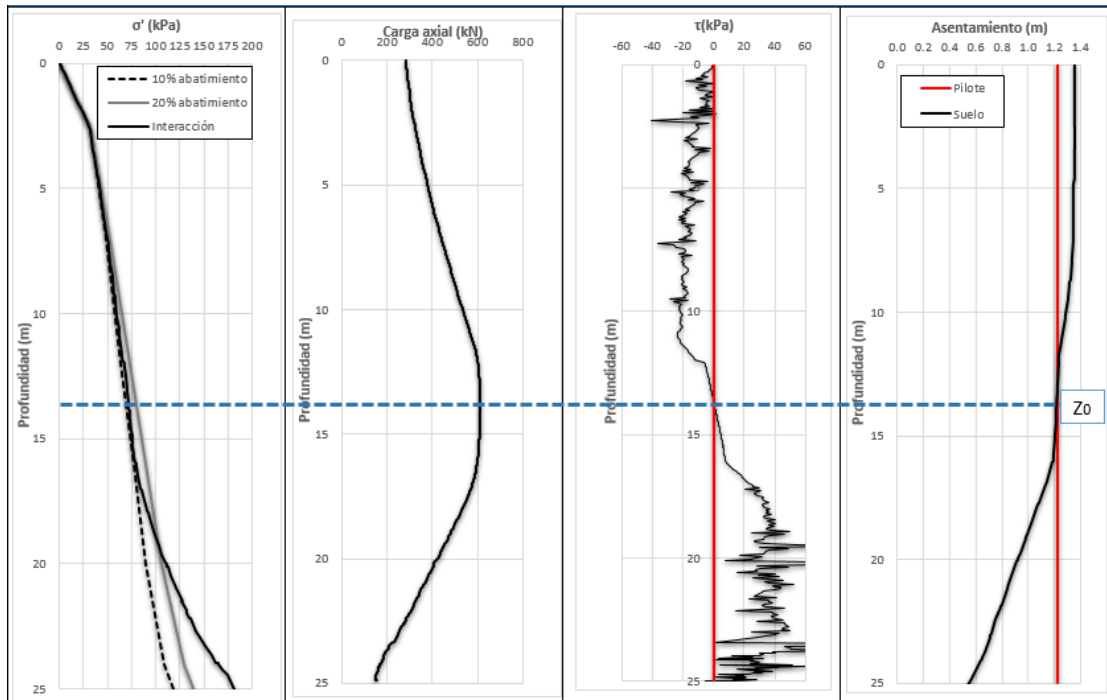 σ' (kPa)
0 25 50 75 100 125 150 175 200
0
5
10
15
20
25
Profundidad (m)
10% abatimiento
20% abatimiento
Interacción
Carga axial (kN)
0 200 400 600 800
0
5
10
15
20
25
Profundidad (m)
τ(kPa)
-60 -40 -20 0 20 40 60
0
5
10
15
20
25
Profundidad (m)
Asentamiento (m)
0.0 0.2 0.4 0.6 0.8 1.0 1.2 1.4
0
5
10
15
20
25
Profundidad (m)
Pilote
Suelo
Zo